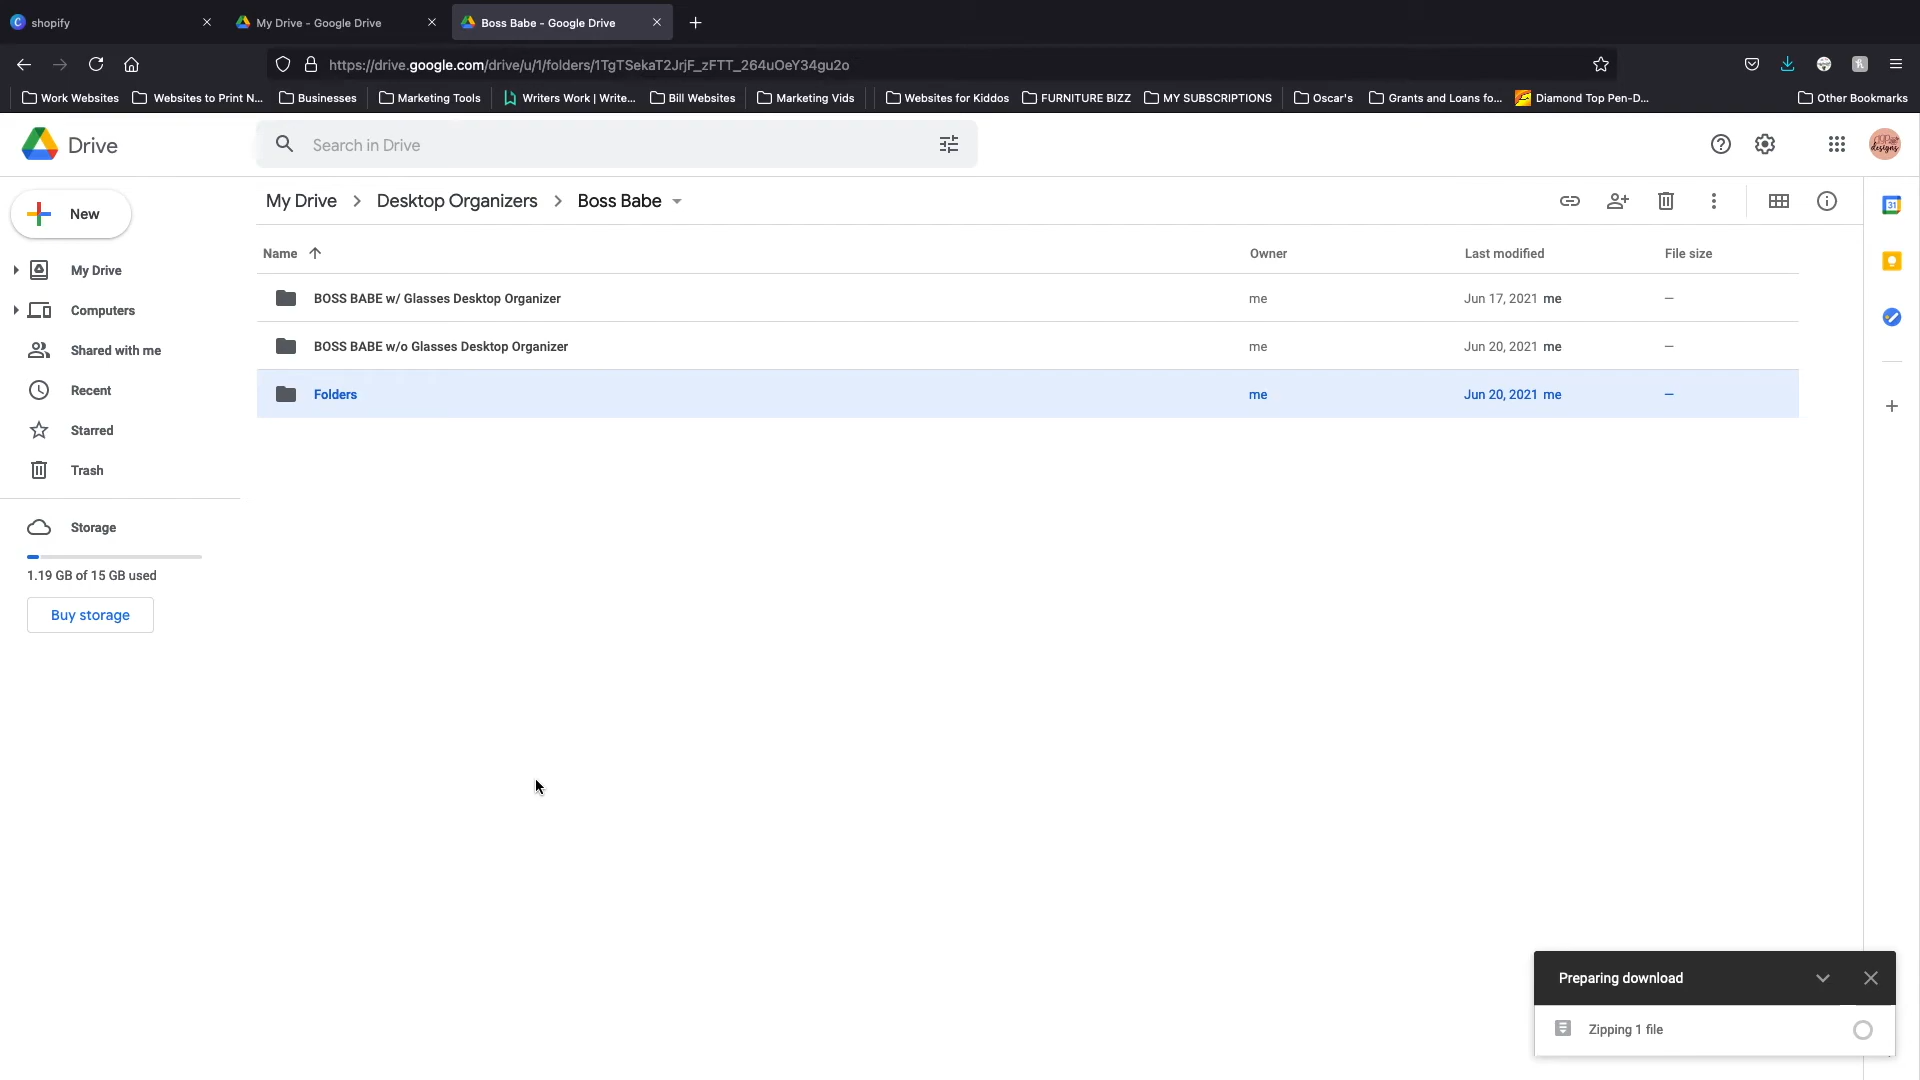 shopify
My Drive - Google Drive
Boss Babe - Google Drive
https://drive.google.com/drive/u/1/folders/1TgTSekaT2JrjF_zFTT_264uOeY34gu2o
Work Websites
Websites to Print N...
Businesses
Marketing Tools
Writers Work | Write...
Bill Websites
Marketing Vids
Websites for Kiddos
FURNITURE BIZZ
MY SUBSCRIPTIONS
Oscar's
Grants and Loans fo...
Diamond Top Pen-D...
Other Bookmarks
Drive
Search in Drive
New
My Drive
Computers
Shared with me
Recent
Starred
Trash
Storage
1.19 GB of 15 GB used
Buy storage
My Drive > Desktop Organizers > Boss Babe
Name Owner Last modified File size
BOSS BABE w/ Glasses Desktop Organizer me Jun 17, 2021 me —
BOSS BABE w/o Glasses Desktop Organizer me Jun 20, 2021 me —
Folders me Jun 20, 2021 me —
31
Preparing download
Zipping 1 file